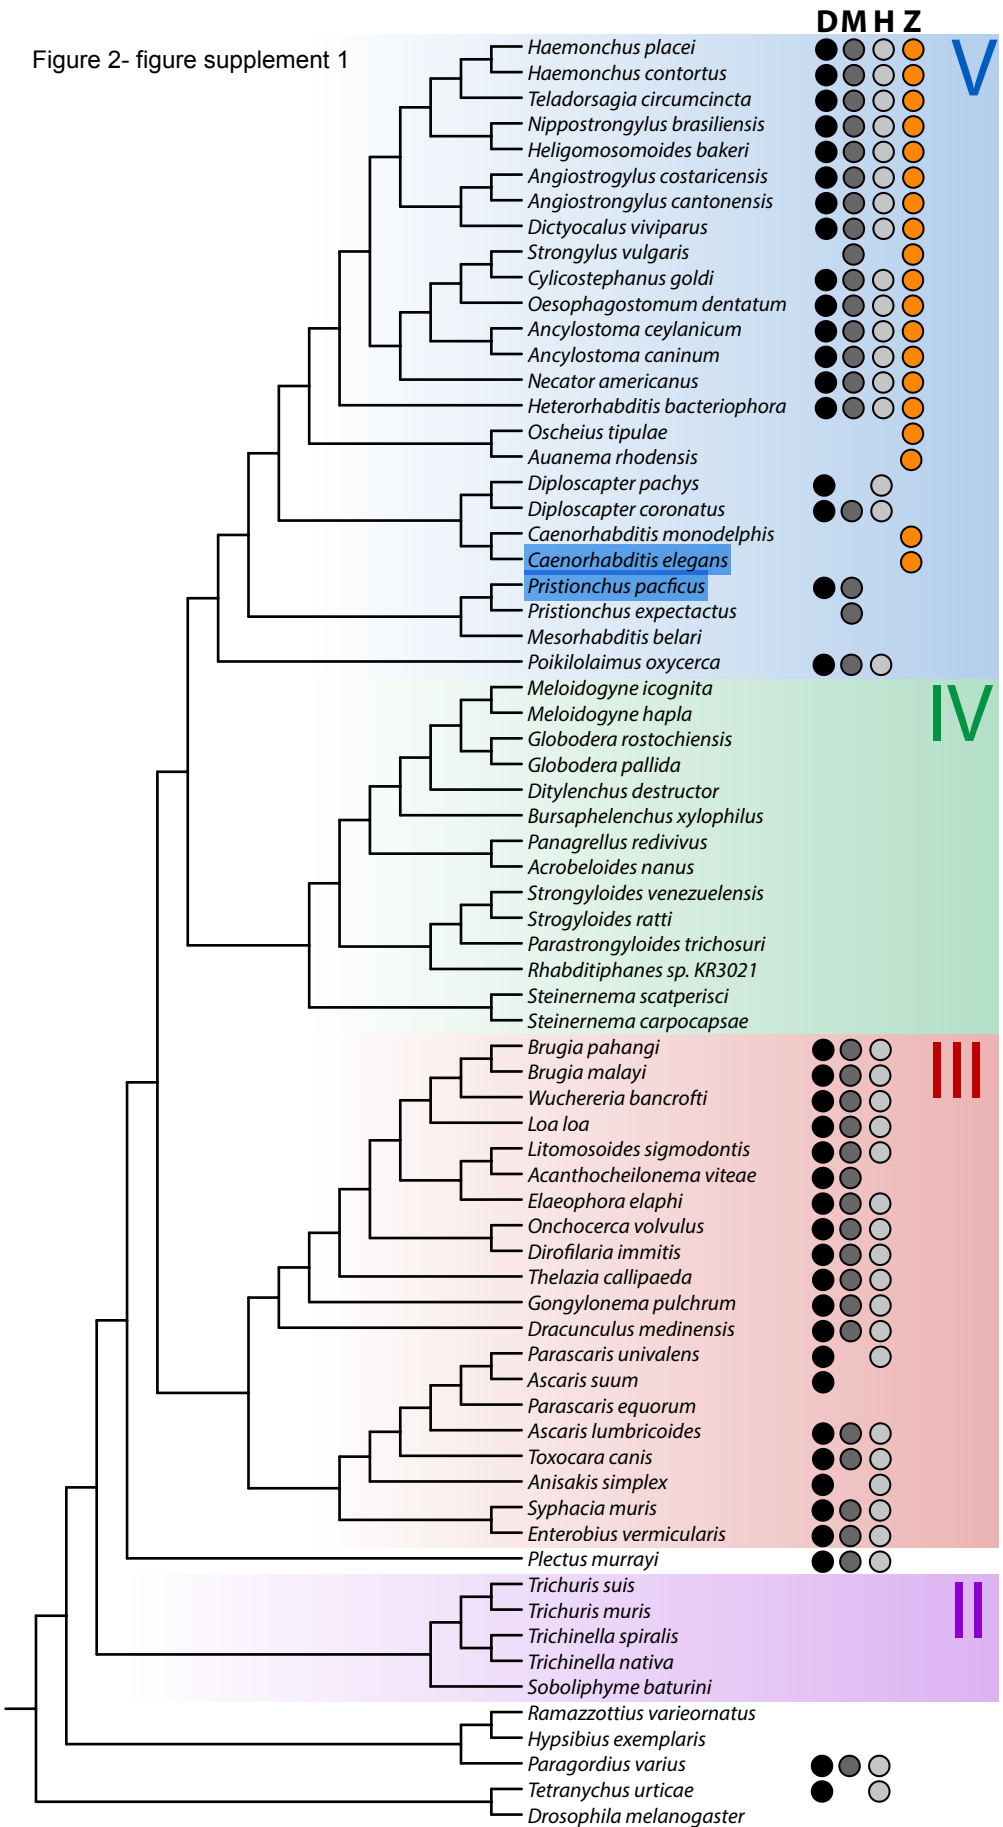 D M H Z
Figure 2- figure supplement 1
V
Haemonchus placei
Haemonchus contortus
Teladorsagia circumcincta
Nippostrongylus brasiliensis
Heligomosomoides bakeri
Angiostrogylus costaricensis
Angiostrongylus cantonensis
Dictyocalus viviparus
Strongylus vulgaris
Cylicostephanus goldi
Oesophagostomum dentatum
Ancylostoma ceylanicum
Ancylostoma caninum
Necator americanus
Heterorhabditis bacteriophora
Oscheius tipulae
Auanema rhodensis
Diploscapter pachys
Diploscapter coronatus
Caenorhabditis monodelphis
Caenorhabditis elegans
Pristionchus pacficus
Pristionchus expectactus
Mesorhabditis belari
Poikilolaimus oxycerca
IV
Meloidogyne icognita
Meloidogyne hapla
Globodera rostochiensis
Globodera pallida
Ditylenchus destructor
Bursaphelenchus xylophilus
Panagrellus redivivus
Acrobeloides nanus
Strongyloides venezuelensis
Strogyloides ratti
Parastrongyloides trichosuri
Rhabditiphanes sp. KR3021
Steinernema scatperisci
Steinernema carpocapsae
III
Brugia pahangi
Brugia malayi
Wuchereria bancrofti
Loa loa
Litomosoides sigmodontis
Acanthocheilonema viteae
Elaeophora elaphi
Onchocerca volvulus
Dirofilaria immitis
Thelazia callipaeda
Gongylonema pulchrum
Dracunculus medinensis
Parascaris univalens
Ascaris suum
Parascaris equorum
Ascaris lumbricoides
Toxocara canis
Anisakis simplex
Syphacia muris
Enterobius vermicularis
Plectus murrayi
II
Trichuris suis
Trichuris muris
Trichinella spiralis
Trichinella nativa
Soboliphyme baturini
Ramazzottius varieornatus
Hypsibius exemplaris
Paragordius varius
Tetranychus urticae
Drosophila melanogaster